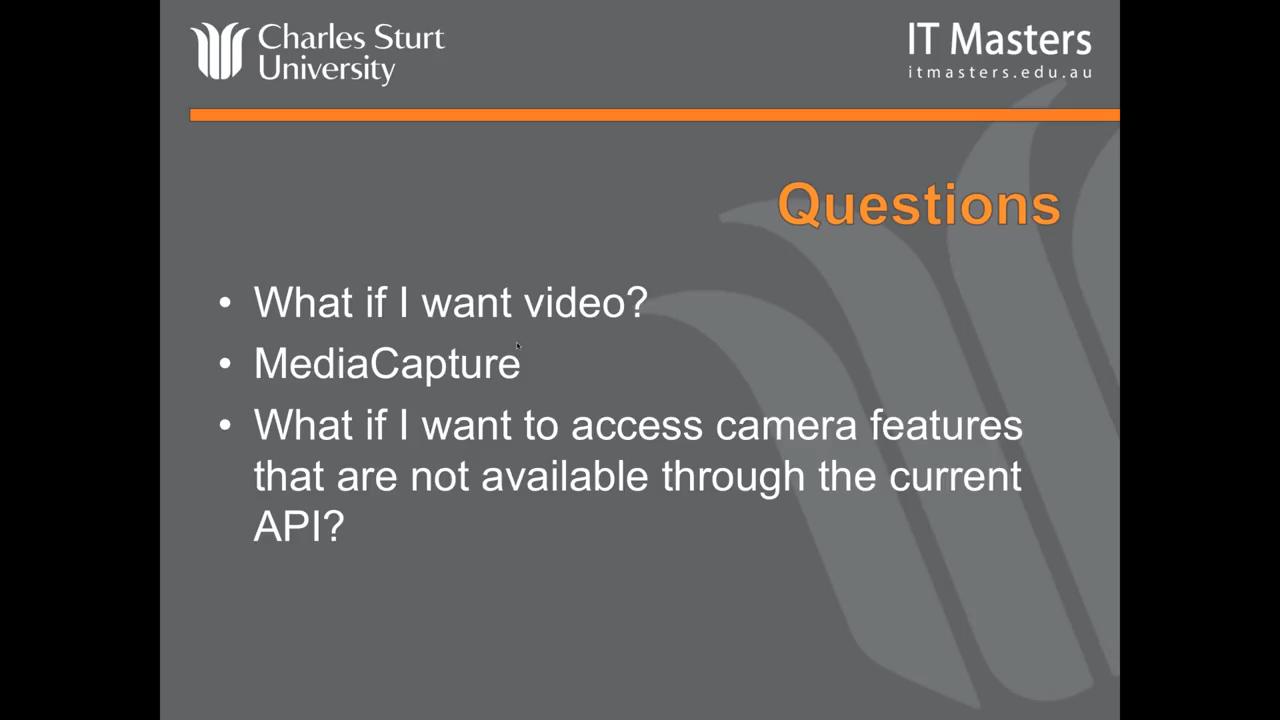 Charles Sturt
University
IT Masters
itmasters.edu.au
Questions
• What if I want video?
• MediaCapture
• What if I want to access camera features
that are not available through the current
API?